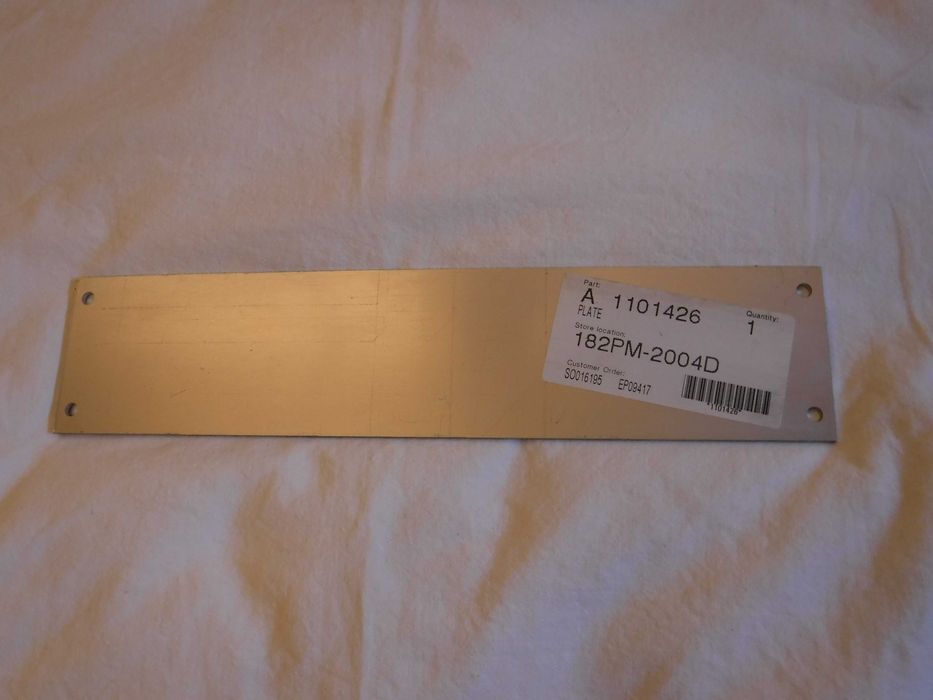 Part:
A 1101426
PLATE
Quantity:
1
Store location:
182PM-2004D
Customer Order:
SO016195 EP09417
*1101426*